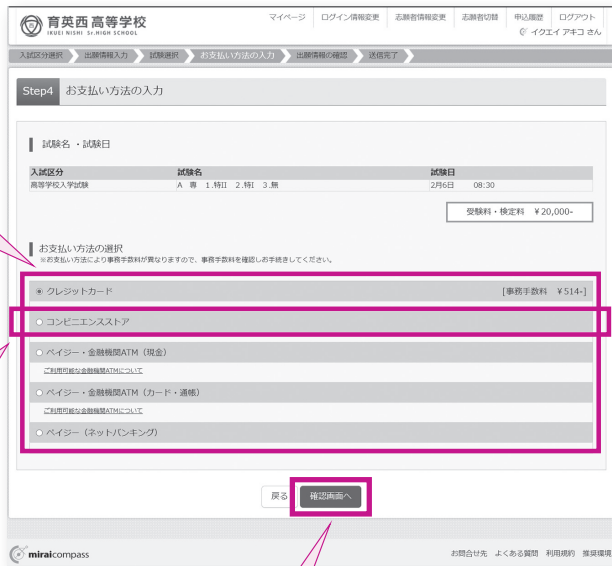 育英西高等学校
IKUEI NISHI Sr.HIGH SCHOOL
マイページ ログイン情報変更 志願者情報変更 志願者切替 申込履歴 ログアウト
イクエイ アキコ さん
入試区分選択 出願情報入力 試験選択 お支払い方法の入力 出願情報の確認 送信完了
Step4 お支払い方法の入力
試験名 ・試験日
入試区分 試験名 試験日
高等学校入学試験 A 専 1.特II 2.特I 3.無 2月6日 08:30
受験料・検定料 ¥20,000-
お支払い方法の選択
※お支払い方法により事務手数料が異なりますので、事務手数料を確認しお手続きしてください。
クレジットカード [事務手数料 ¥514-]
コンビニエンスストア
ペイジー・金融機関ATM（現金）
ご利用可能な金融機関ATMについて
ペイジー・金融機関ATM（カード・通帳）
ご利用可能な金融機関ATMについて
ペイジー（ネットバンキング）
戻る 確認画面へ
miraicompass
お問合せ先 よくある質問 利用規約 推奨環境